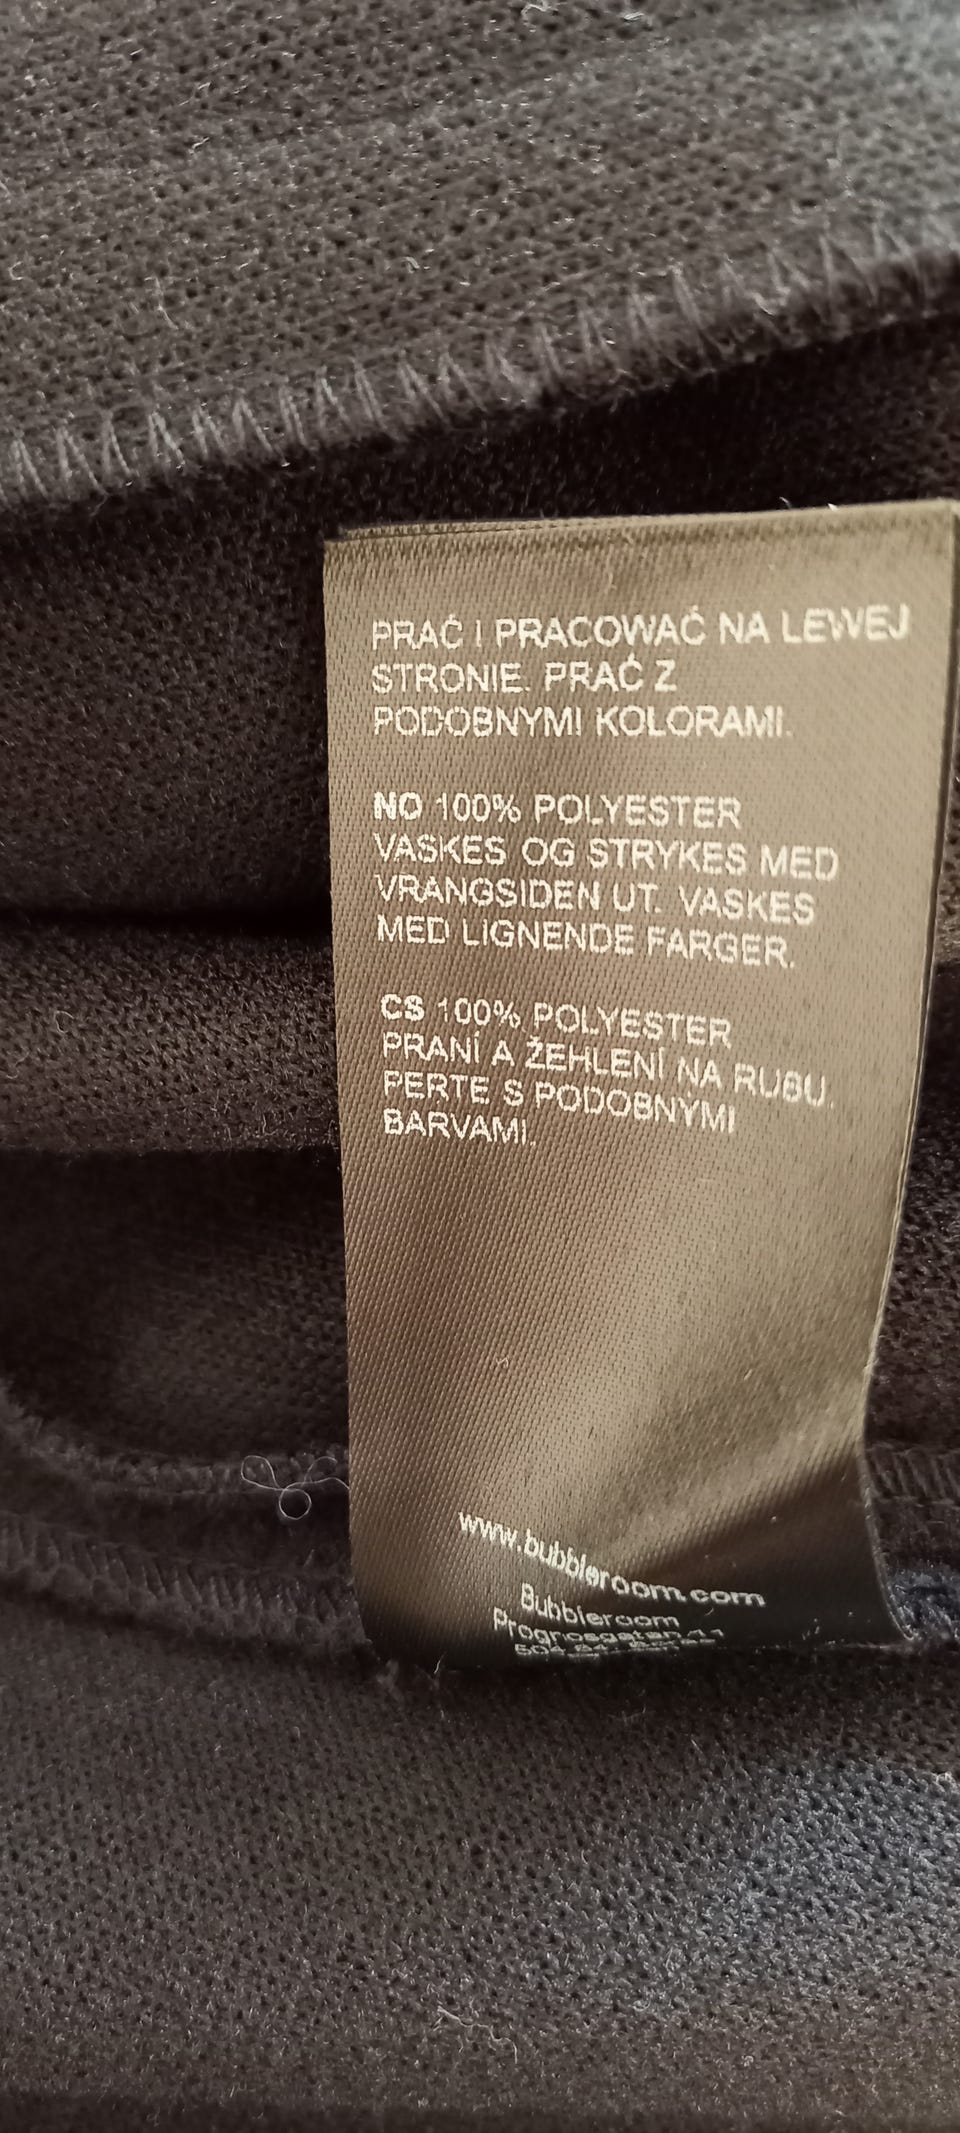 PRAĆ I PRACOWAĆ NA LEWEJ
STRONIE. PRAĆ Z
PODOBNYMI KOLORAMI.
NO 100% POLYESTER
VASKES OG STRYKES MED
VRANGSIDEN UT. VASKES
MED LIGNENDE FARGER.
CS 100% POLYESTER
PRANÍ A ŽEHLENÍ NA RUBU.
PERTE S PODOBNÝMI
BARVAMI.
www.bubbleroom.com
Bubbleroom